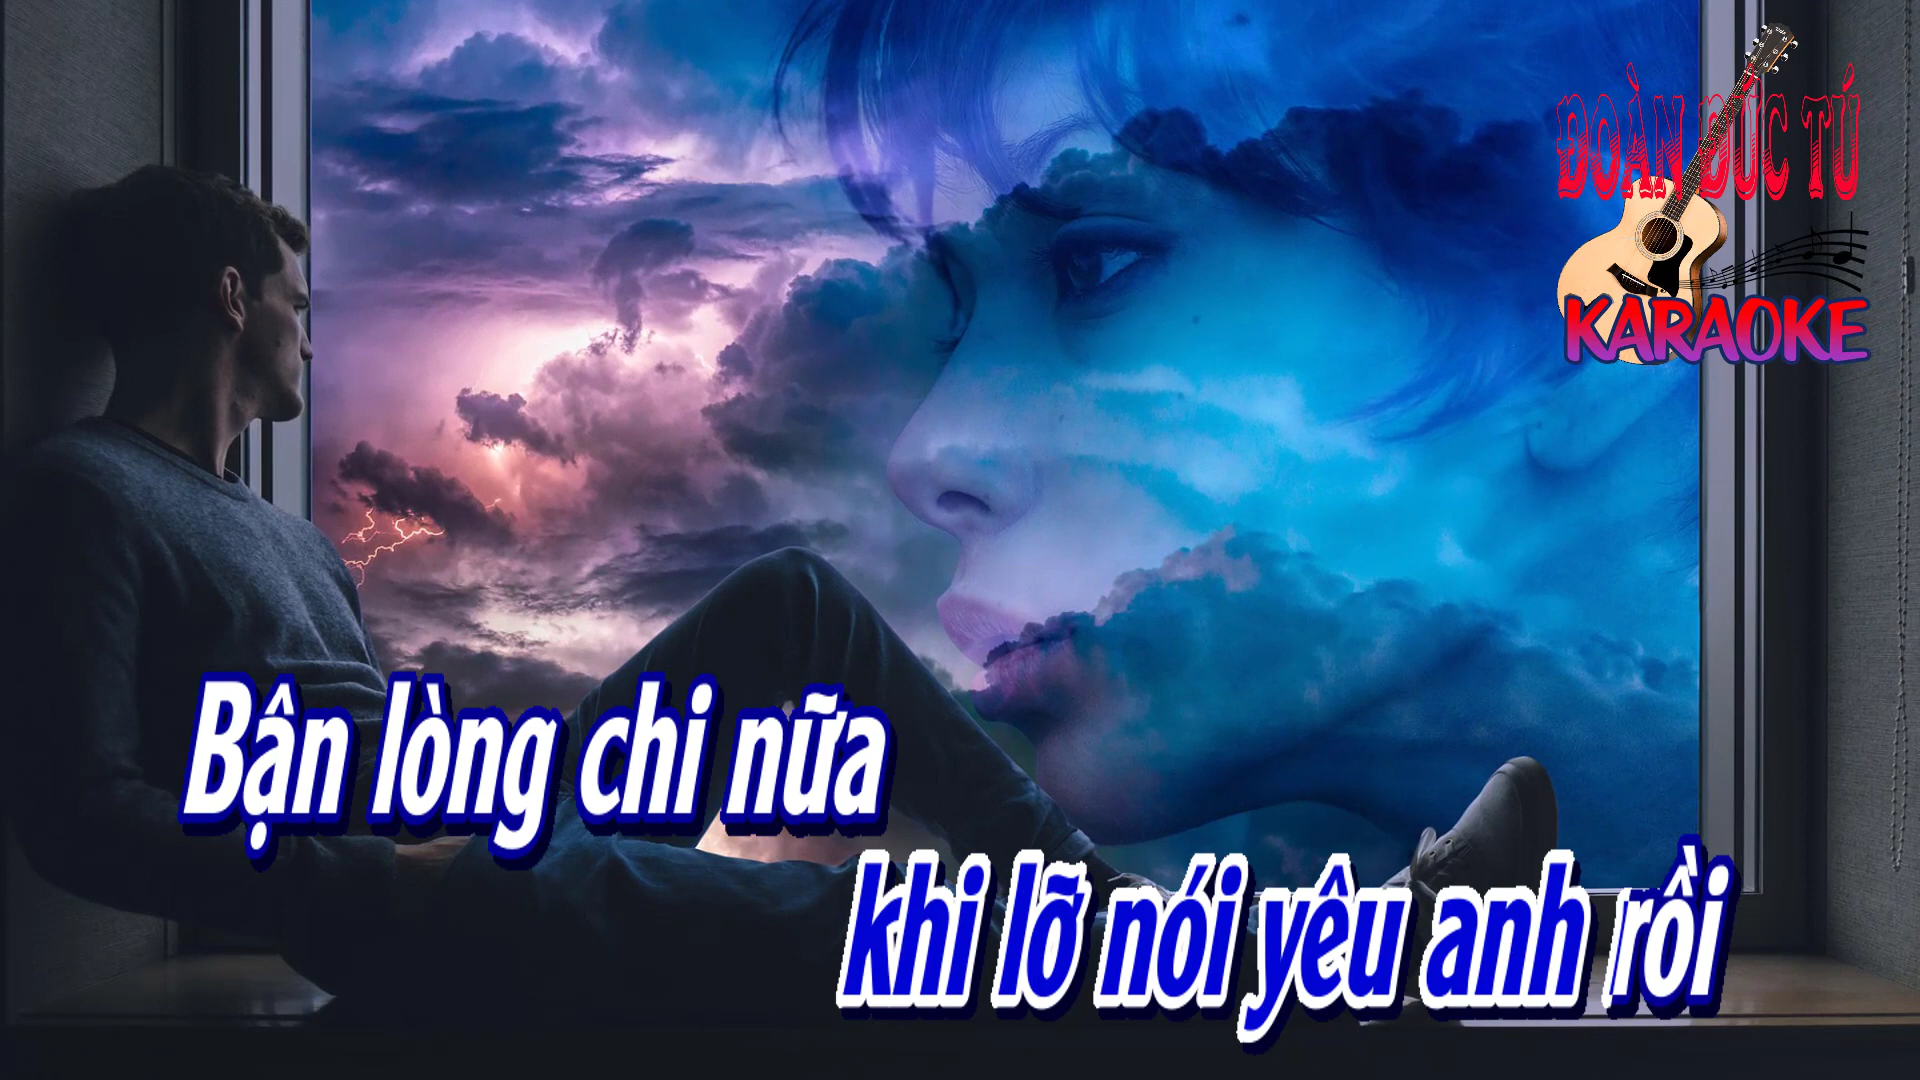 ĐOÀN ĐỨC TÚ
KARAOKE
Bận lòng chi nữa
khi lỡ nói yêu anh rồi